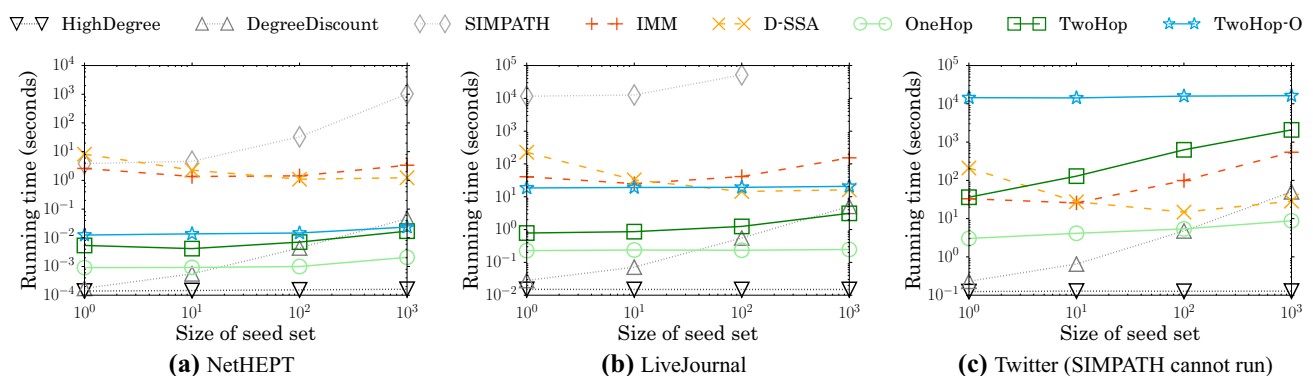 HighDegree DegreeDiscount SIMPATH IMM D-SSA OneHop TwoHop TwoHop-O
Running time (seconds)
10^4
10^3
10^2
10^1
10^0
10^-1
10^-2
10^-3
10^-4
10^0 10^1 10^2 10^3
Size of seed set
(a) NetHEPT
Running time (seconds)
10^5
10^4
10^3
10^2
10^1
10^0
10^-1
10^-2
10^0 10^1 10^2 10^3
Size of seed set
(b) LiveJournal
Running time (seconds)
10^5
10^4
10^3
10^2
10^1
10^0
10^-1
10^0 10^1 10^2 10^3
Size of seed set
(c) Twitter (SIMPATH cannot run)